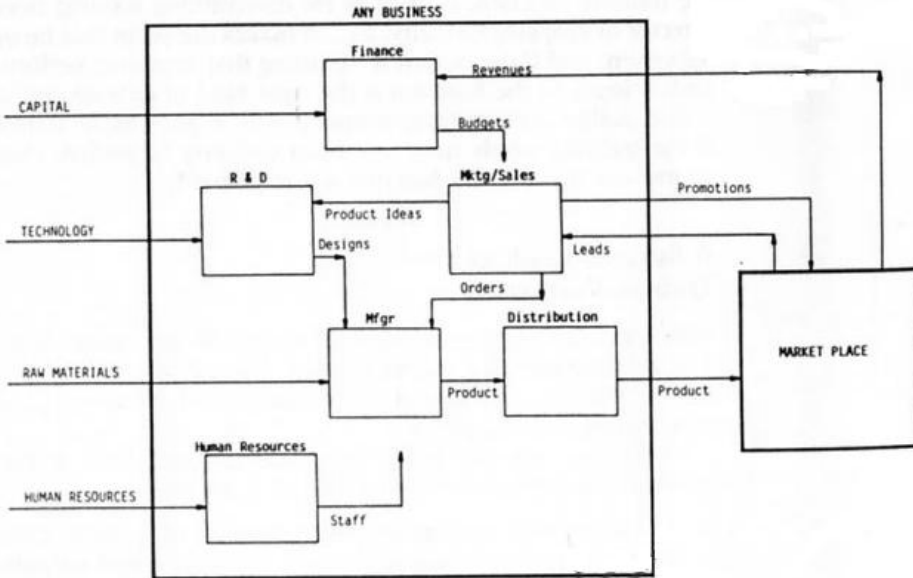 ANY BUSINESS
Finance
Revenues
CAPITAL
Budgets
R & D
Mktg/Sales
Promotions
Product Ideas
TECHNOLOGY
Designs
Leads
Orders
Mfgr
Distribution
MARKET PLACE
RAW MATERIALS
Product
Product
Human Resources
HUMAN RESOURCES
Staff